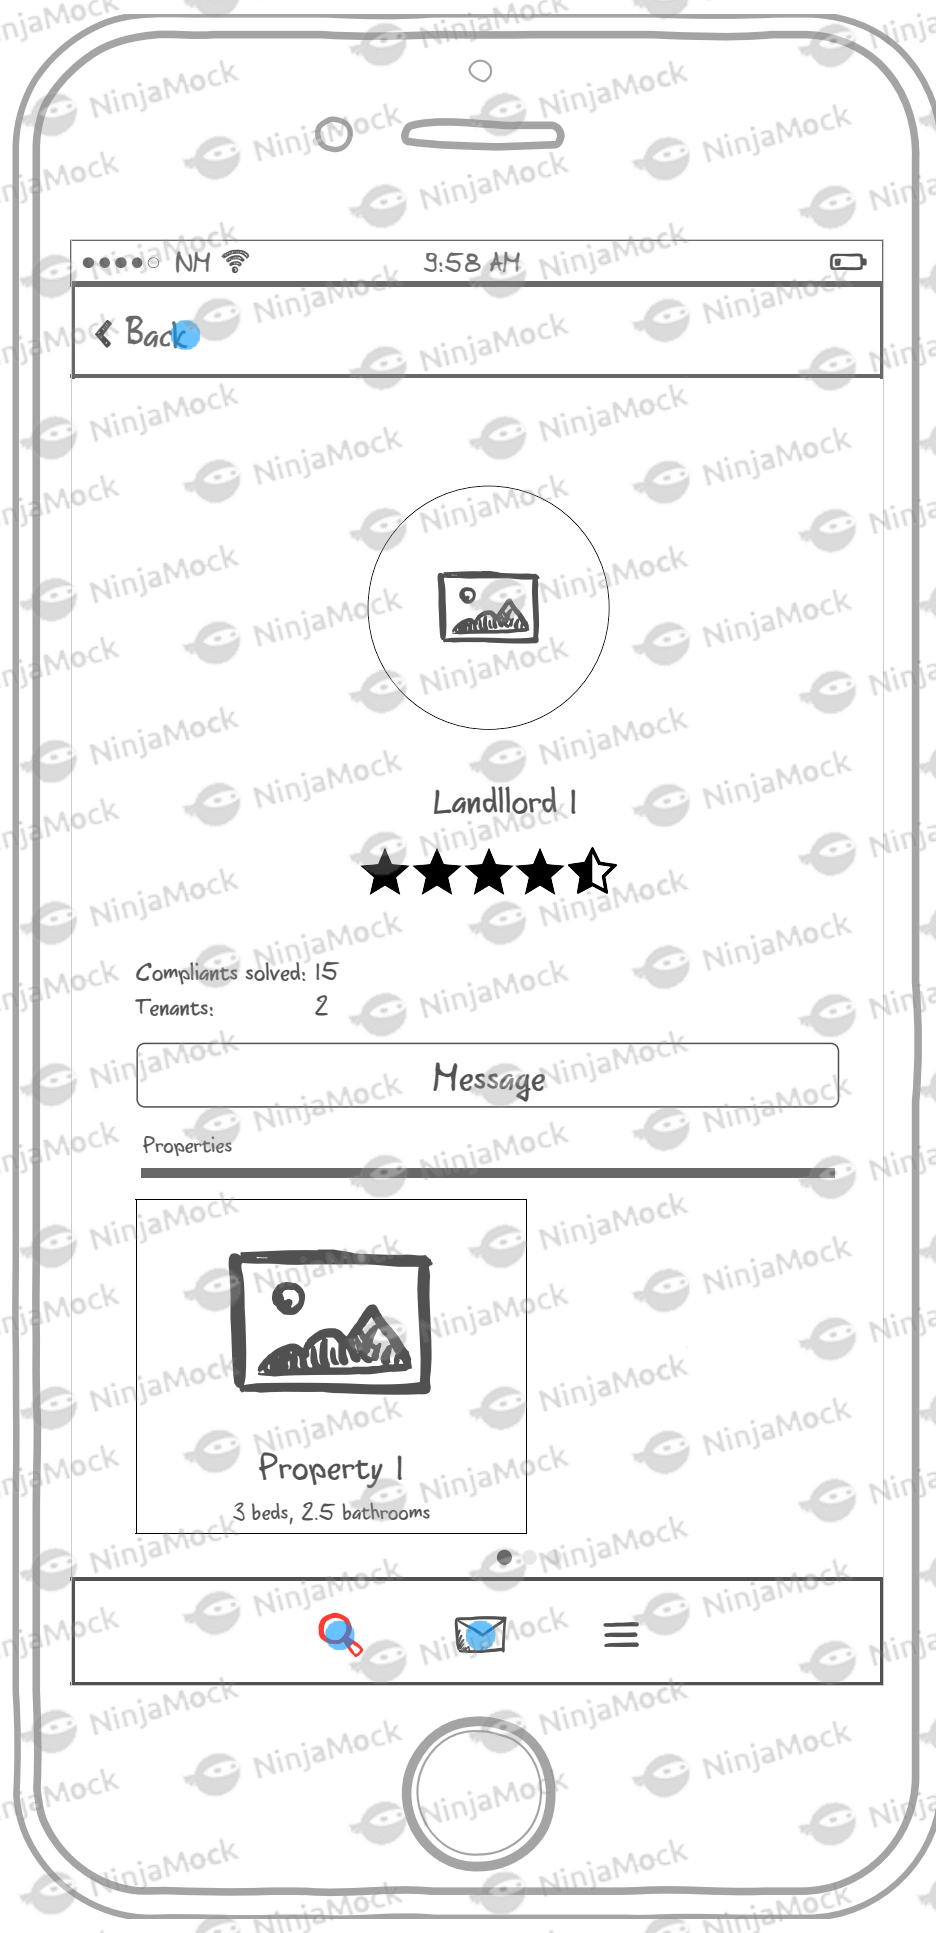 NM 9:58 AM
Back
Landllord 1
Compliants solved: 15
Tenants: 2
Message
Properties
Property 1
3 beds, 2.5 bathrooms
NinjaMock